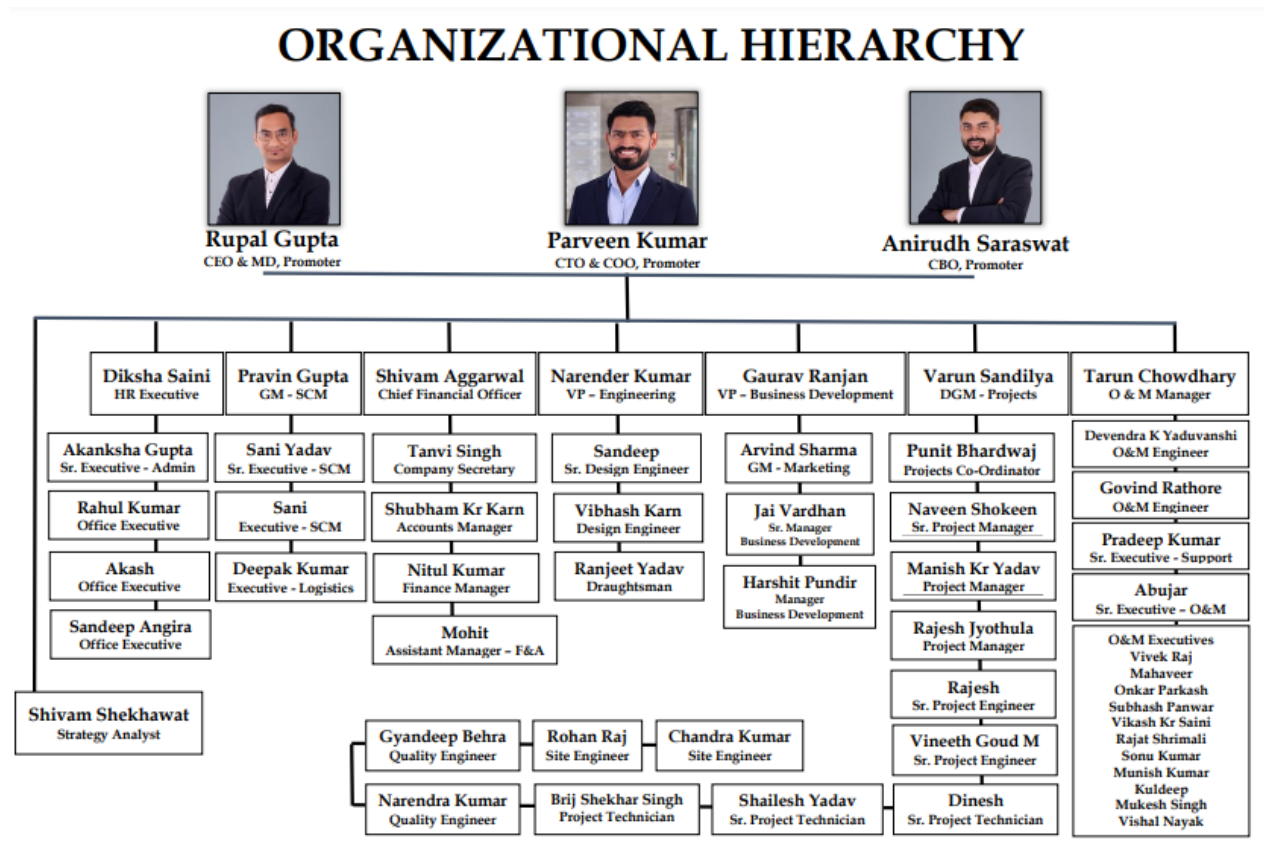 ORGANIZATIONAL HIERARCHY
Rupal Gupta
CEO & MD, Promoter
Parveen Kumar
CTO & COO, Promoter
Anirudh Saraswat
CBO, Promoter
Diksha Saini
HR Executive
Akanksha Gupta
Sr. Executive - Admin
Rahul Kumar
Office Executive
Akash
Office Executive
Sandeep Angira
Office Executive
Pravin Gupta
GM - SCM
Sani Yadav
Sr. Executive - SCM
Sani
Executive - SCM
Deepak Kumar
Executive - Logistics
Shivam Aggarwal
Chief Financial Officer
Tanvi Singh
Company Secretary
Shubham Kr Karn
Accounts Manager
Nitul Kumar
Finance Manager
Mohit
Assistant Manager – F&A
Narender Kumar
VP – Engineering
Sandeep
Sr. Design Engineer
Vibhash Karn
Design Engineer
Ranjeet Yadav
Draughtsman
Gaurav Ranjan
VP – Business Development
Arvind Sharma
GM - Marketing
Jai Vardhan
Sr. Manager
Business Development
Harshit Pundir
Manager
Business Development
Varun Sandilya
DGM - Projects
Punit Bhardwaj
Projects Co-Ordinator
Naveen Shokeen
Sr. Project Manager
Manish Kr Yadav
Project Manager
Rajesh Jyothula
Project Manager
Rajesh
Sr. Project Engineer
Vineeth Goud M
Sr. Project Engineer
Dinesh
Sr. Project Technician
Shailesh Yadav
Sr. Project Technician
Brij Shekhar Singh
Project Technician
Narendra Kumar
Quality Engineer
Gyandeep Behra
Quality Engineer
Rohan Raj
Site Engineer
Chandra Kumar
Site Engineer
Tarun Chowdhary
O & M Manager
Devendra K Yaduvanshi
O&M Engineer
Govind Rathore
O&M Engineer
Pradeep Kumar
Sr. Executive - Support
Abujar
Sr. Executive – O&M
O&M Executives
Vivek Raj
Mahaveer
Onkar Parkash
Subhash Panwar
Vikash Kr Saini
Rajat Shrimali
Sonu Kumar
Munish Kumar
Kuldeep
Mukesh Singh
Vishal Nayak
Shivam Shekhawat
Strategy Analyst